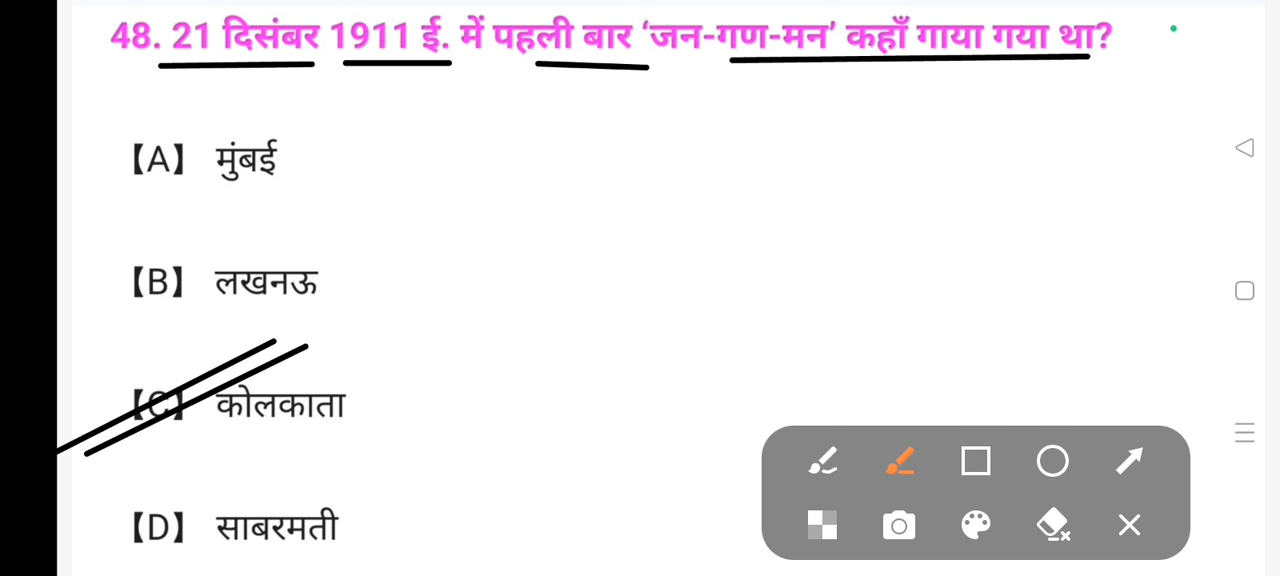 48. 21 दिसंबर 1911 ई. में पहली बार ‘जन-गण-मन’ कहाँ गाया गया था?
【A】 मुंबई
【B】 लखनऊ
【C】 कोलकाता
【D】 साबरमती